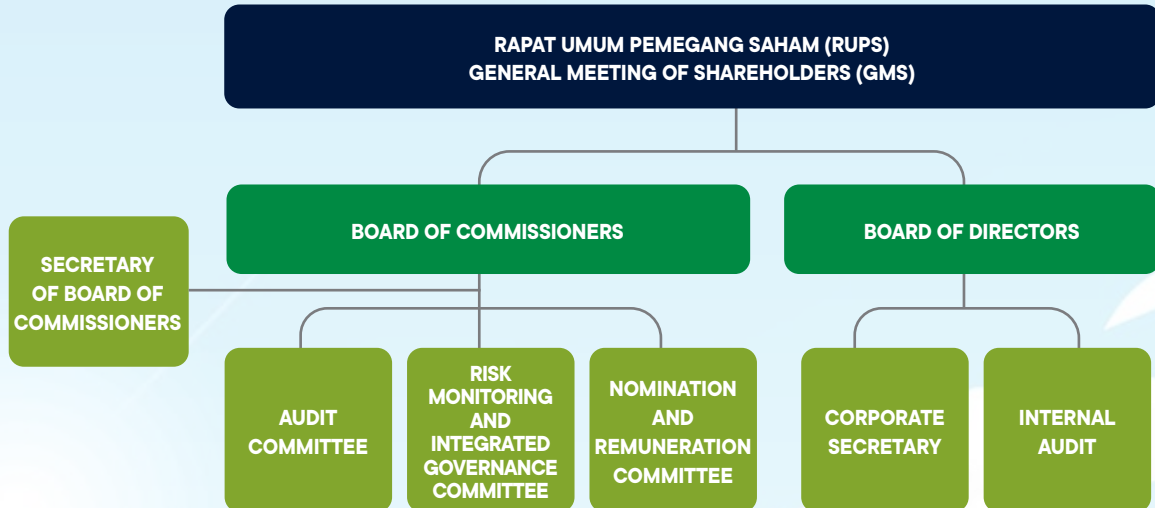 RAPAT UMUM PEMEGANG SAHAM (RUPS)
GENERAL MEETING OF SHAREHOLDERS (GMS)
BOARD OF COMMISSIONERS
BOARD OF DIRECTORS
SECRETARY
OF BOARD OF
COMMISSIONERS
AUDIT
COMMITTEE
RISK
MONITORING
AND
INTEGRATED
GOVERNANCE
COMMITTEE
NOMINATION
AND
REMUNERATION
COMMITTEE
CORPORATE
SECRETARY
INTERNAL
AUDIT